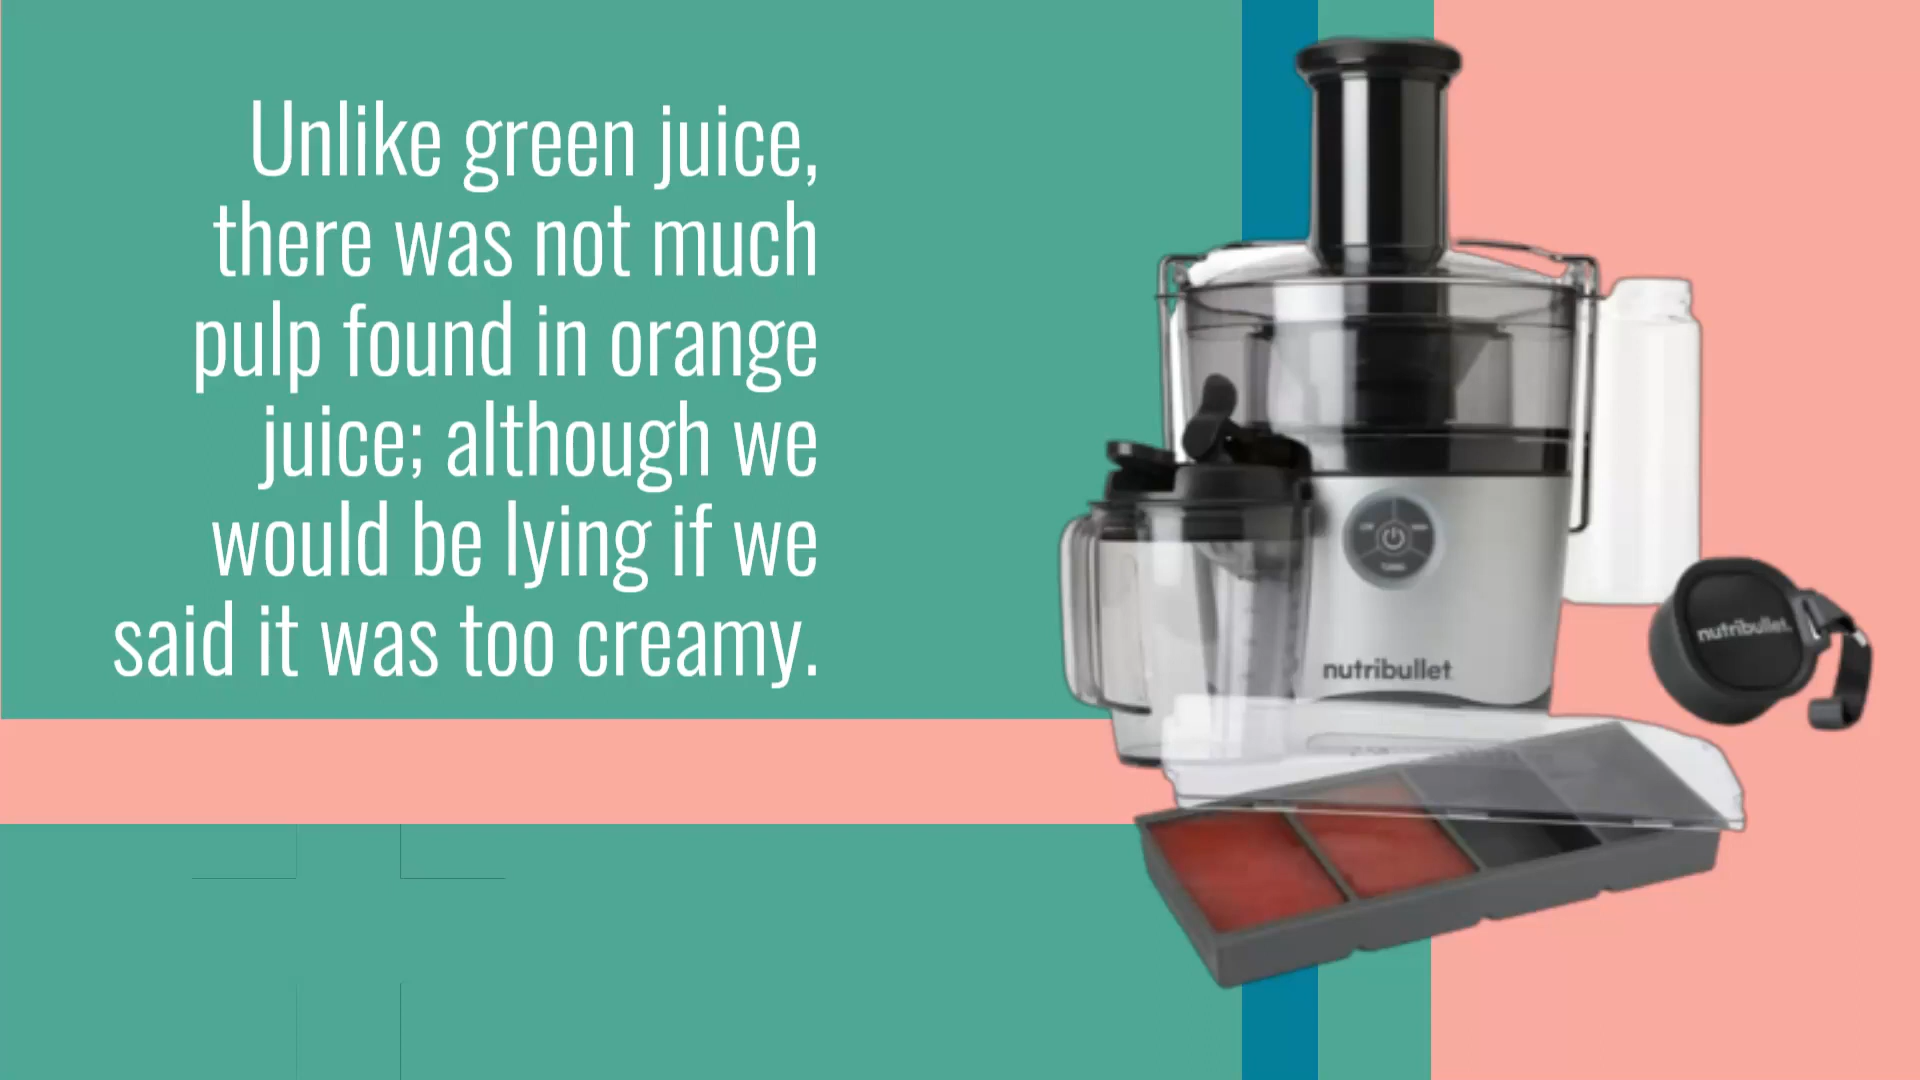 Unlike green juice,
there was not much
pulp found in orange
juice; although we
would be lying if we
said it was too creamy.
nutribullet
nutribullet